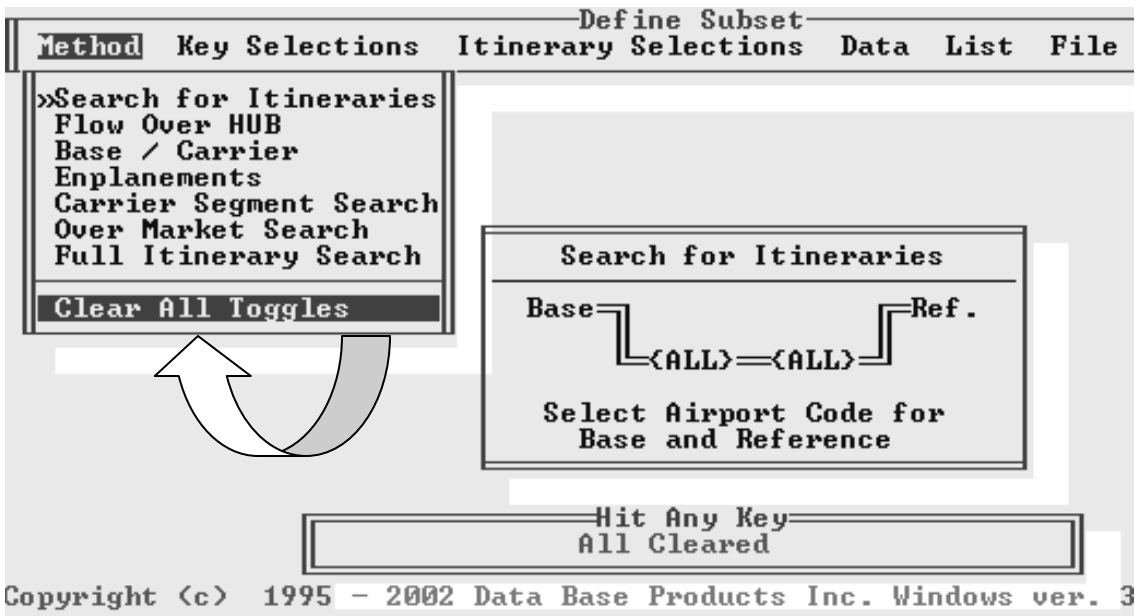 Define Subset
Method Key Selections Itinerary Selections Data List File
»Search for Itineraries
Flow Over HUB
Base / Carrier
Enplanements
Carrier Segment Search
Over Market Search
Full Itinerary Search
Clear All Toggles
Search for Itineraries
Base Ref.
{ALL} {ALL}
Select Airport Code for
Base and Reference
Hit Any Key
All Cleared
Copyright (c) 1995 - 2002 Data Base Products Inc. Windows ver. 3